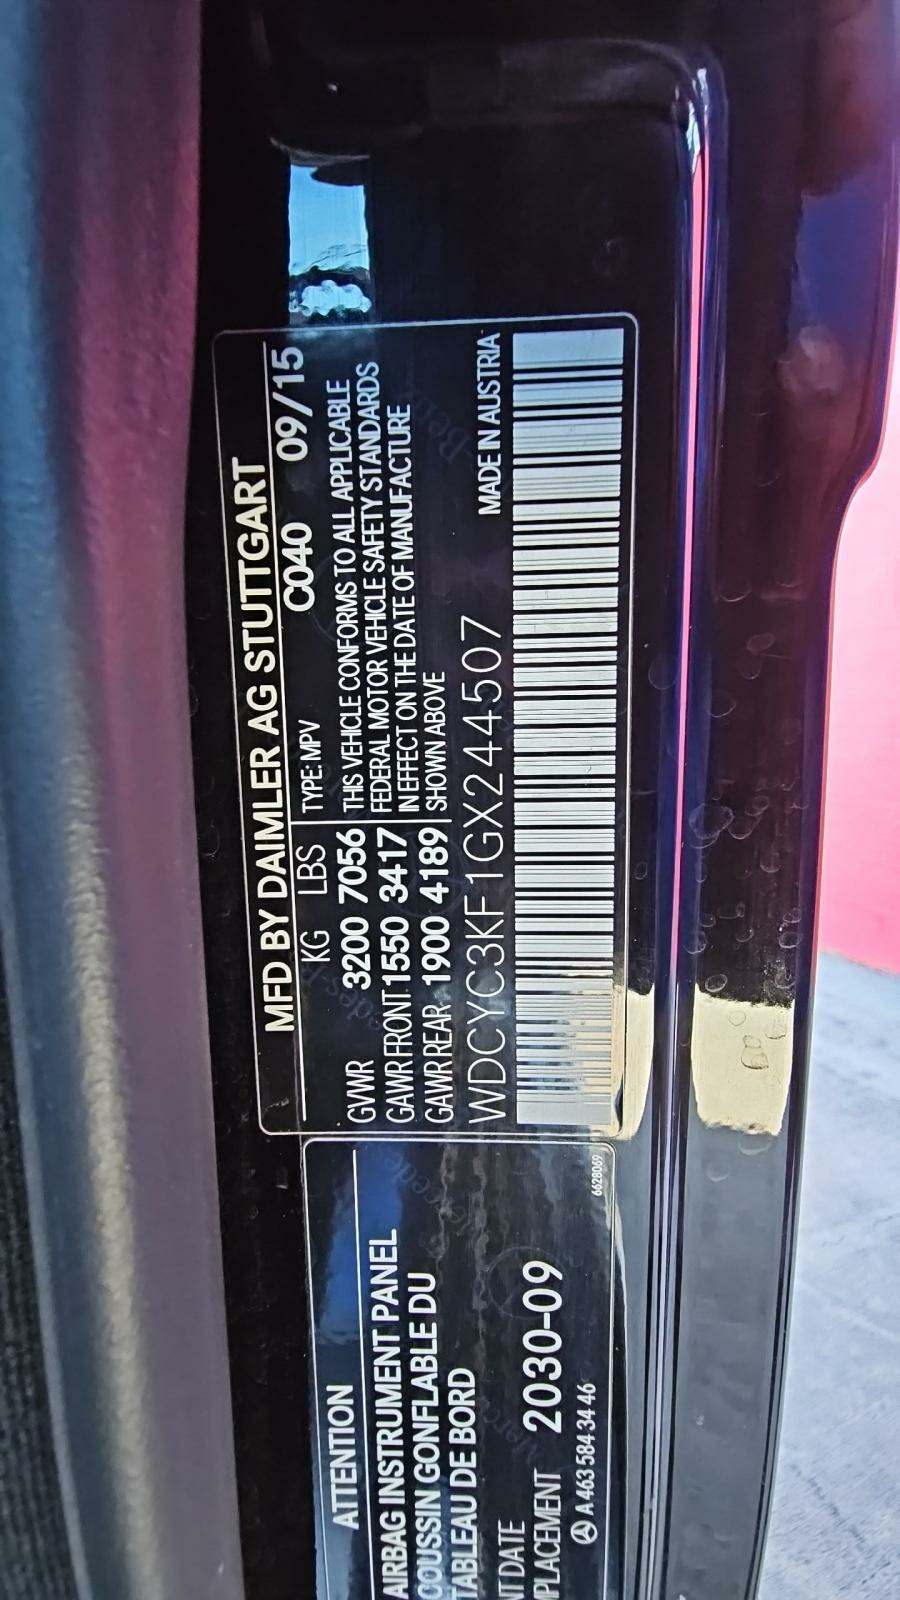 MFD BY DAIMLER AG STUTTGART
KG LBS TYPE: MPV C040 09/15
GVWR 3200 7056 THIS VEHICLE CONFORMS TO ALL APPLICABLE
GAWR FRONT 1550 3417 FEDERAL MOTOR VEHICLE SAFETY STANDARDS
GAWR REAR 1900 4189 IN EFFECT ON THE DATE OF MANUFACTURE
SHOWN ABOVE
WDCYC3KF1GX244507 MADE IN AUSTRIA
ATTENTION
AIRBAG INSTRUMENT PANEL
COUSSIN GONFLABLE DU
TABLEAU DE BORD
DATE
2030-09
A 463 584 34 46
6628069